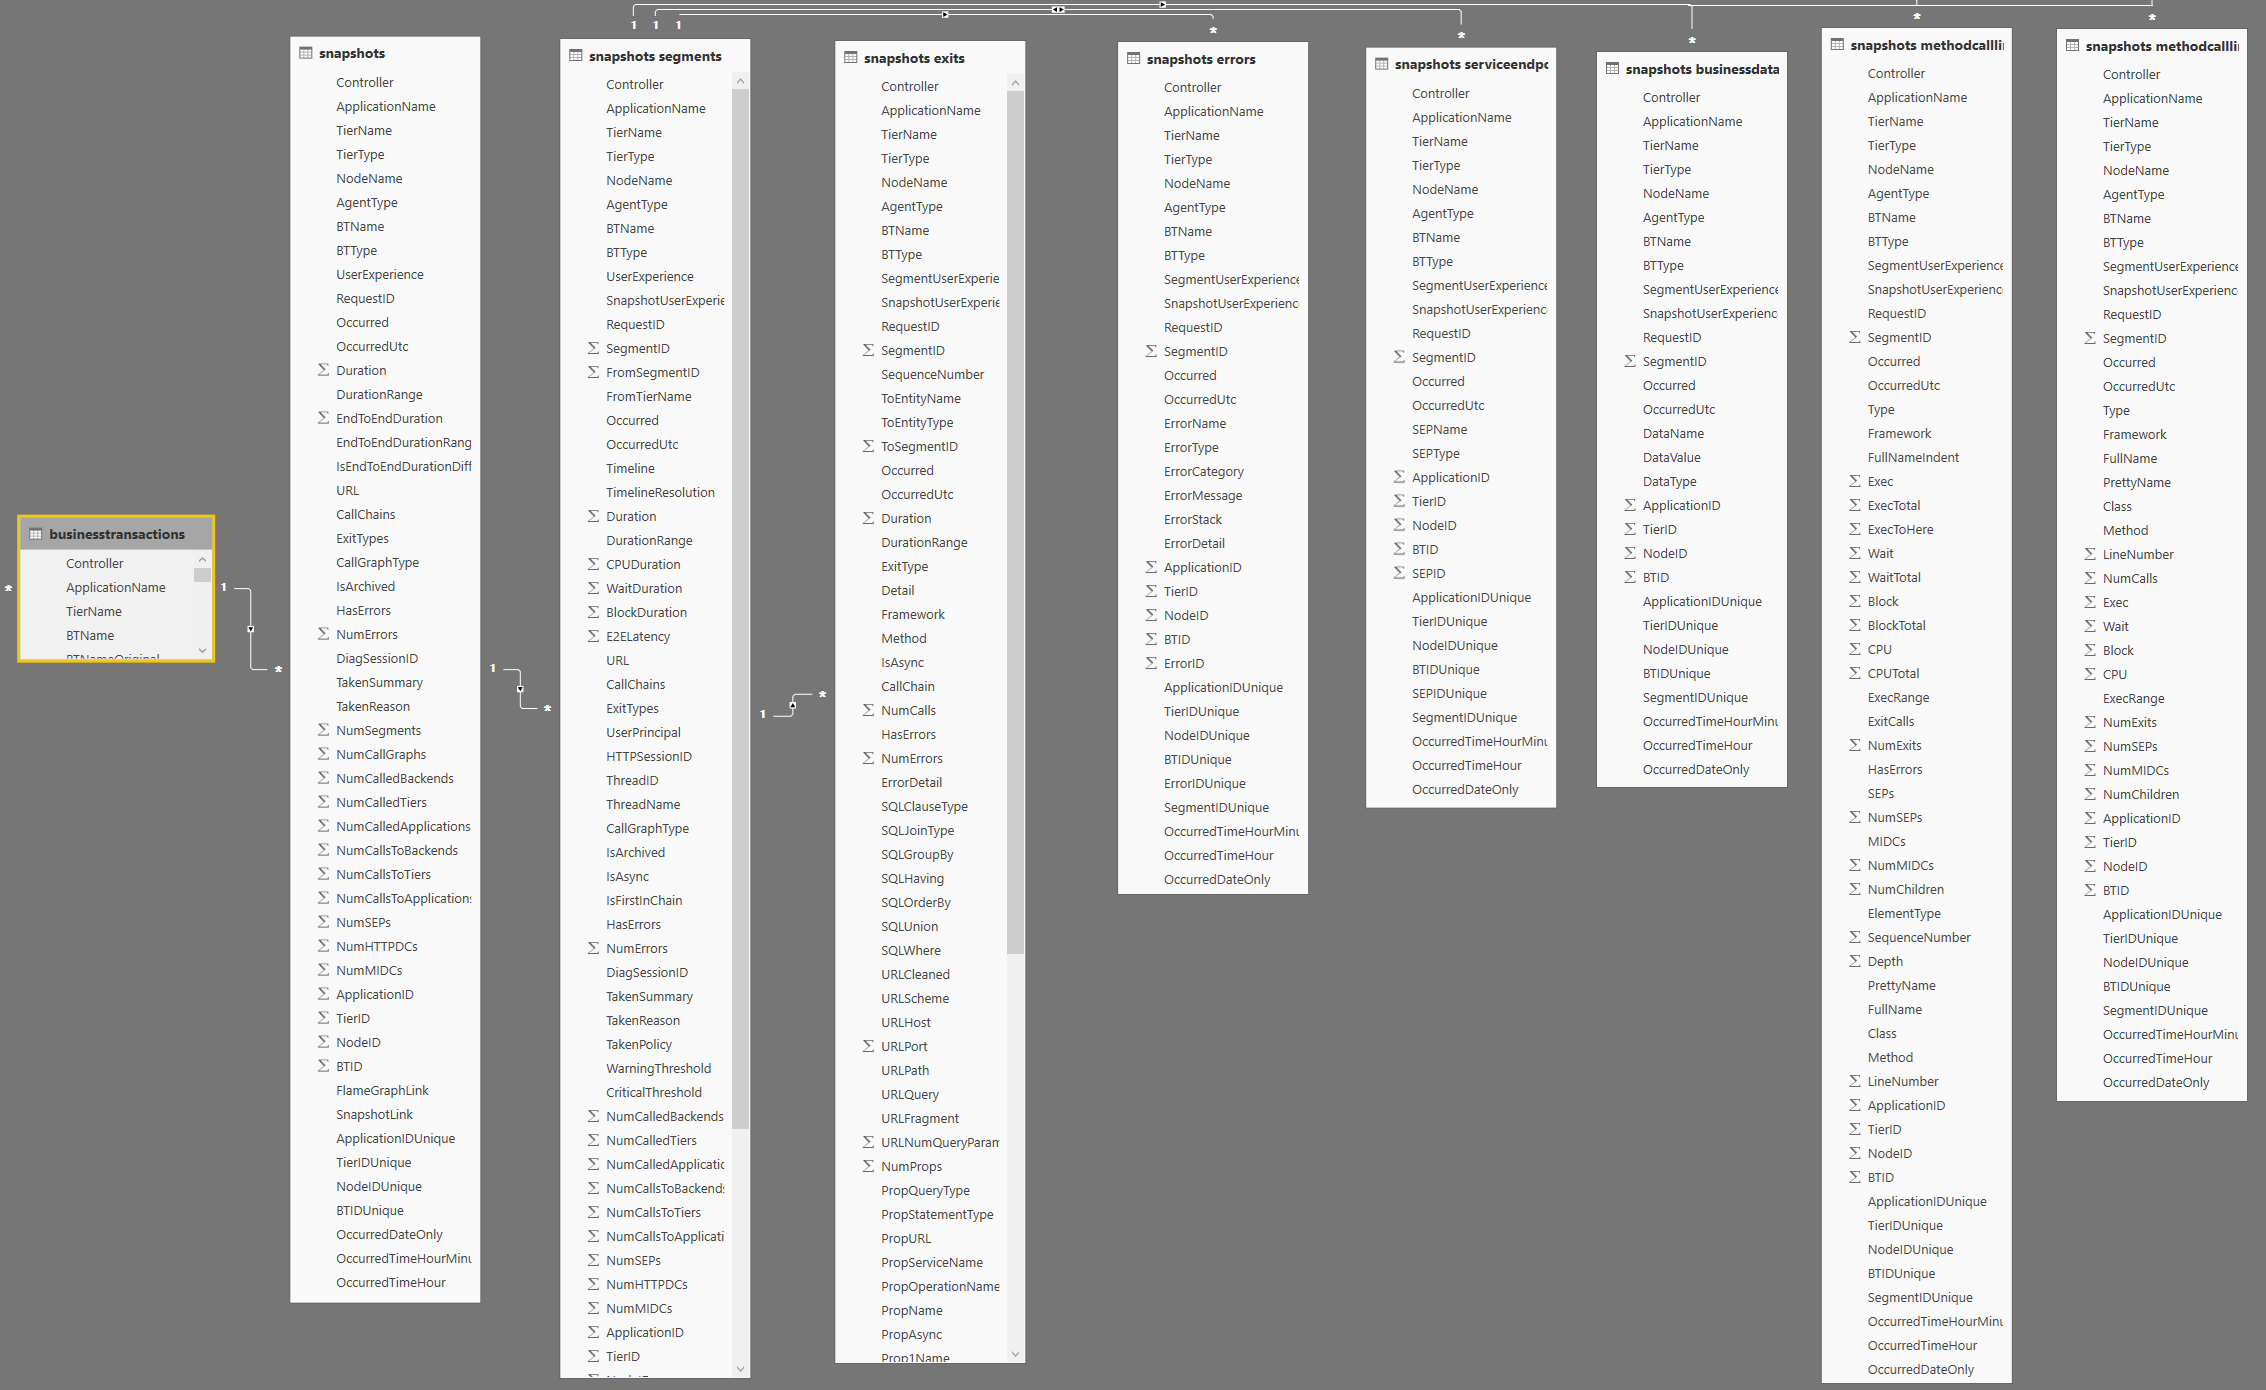 *
businesstransactions
Controller
ApplicationName
TierName
BTName
BTNameOriginal
1
*
snapshots
Controller
ApplicationName
TierName
TierType
NodeName
AgentType
BTName
BTType
UserExperience
RequestID
Occurred
OccurredUtc
Σ Duration
DurationRange
Σ EndToEndDuration
EndToEndDurationRang
IsEndToEndDurationDiff
URL
CallChains
ExitTypes
CallGraphType
IsArchived
HasErrors
Σ NumErrors
DiagSessionID
TakenSummary
TakenReason
Σ NumSegments
Σ NumCallGraphs
Σ NumCalledBackends
Σ NumCalledTiers
Σ NumCalledApplications
Σ NumCallsToBackends
Σ NumCallsToTiers
Σ NumCallsToApplications
Σ NumSEPs
Σ NumHTTPDCs
Σ NumMIDCs
Σ ApplicationID
Σ TierID
Σ NodeID
Σ BTID
FlameGraphLink
SnapshotLink
ApplicationIDUnique
TierIDUnique
NodeIDUnique
BTIDUnique
OccurredDateOnly
OccurredTimeHourMinu
OccurredTimeHour
1
*
1 1 1
snapshots segments
Controller
ApplicationName
TierName
TierType
NodeName
AgentType
BTName
BTType
UserExperience
SnapshotUserExperie
RequestID
Σ SegmentID
Σ FromSegmentID
FromTierName
Occurred
OccurredUtc
Timeline
TimelineResolution
Σ Duration
DurationRange
Σ CPUDuration
Σ WaitDuration
Σ BlockDuration
Σ E2ELatency
URL
CallChains
ExitTypes
UserPrincipal
HTTPSessionID
ThreadID
ThreadName
CallGraphType
IsArchived
IsAsync
IsFirstInChain
HasErrors
Σ NumErrors
DiagSessionID
TakenSummary
TakenReason
TakenPolicy
WarningThreshold
CriticalThreshold
Σ NumCalledBackends
Σ NumCalledTiers
Σ NumCalledApplicatic
Σ NumCallsToBackends
Σ NumCallsToTiers
Σ NumCallsToApplicati
Σ NumSEPs
Σ NumHTTPDCs
Σ NumMIDCs
Σ ApplicationID
Σ TierID
1
*
snapshots exits
Controller
ApplicationName
TierName
TierType
NodeName
AgentType
BTName
BTType
SegmentUserExperie
SnapshotUserExperie
RequestID
Σ SegmentID
SequenceNumber
ToEntityName
ToEntityType
Σ ToSegmentID
Occurred
OccurredUtc
Σ Duration
DurationRange
ExitType
Detail
Framework
Method
IsAsync
CallChain
Σ NumCalls
HasErrors
Σ NumErrors
ErrorDetail
SQLClauseType
SQLJoinType
SQLGroupBy
SQLHaving
SQLOrderBy
SQLUnion
SQLWhere
URLCleaned
URLScheme
URLHost
Σ URLPort
URLPath
URLQuery
URLFragment
Σ URLNumQueryParam
Σ NumProps
PropQueryType
PropStatementType
PropURL
PropServiceName
PropOperationName
PropName
PropAsync
Prop1Name
*
snapshots errors
Controller
ApplicationName
TierName
TierType
NodeName
AgentType
BTName
BTType
SegmentUserExperience
SnapshotUserExperienc
RequestID
Σ SegmentID
Occurred
OccurredUtc
ErrorName
ErrorType
ErrorCategory
ErrorMessage
ErrorStack
ErrorDetail
Σ ApplicationID
Σ TierID
Σ NodeID
Σ BTID
Σ ErrorID
ApplicationIDUnique
TierIDUnique
NodeIDUnique
BTIDUnique
ErrorIDUnique
SegmentIDUnique
OccurredTimeHourMinu
OccurredTimeHour
OccurredDateOnly
*
snapshots serviceendpc
Controller
ApplicationName
TierName
TierType
NodeName
AgentType
BTName
BTType
SegmentUserExperience
SnapshotUserExperienc
RequestID
Σ SegmentID
Occurred
OccurredUtc
SEPName
SEPType
Σ ApplicationID
Σ TierID
Σ NodeID
Σ BTID
Σ SEPID
ApplicationIDUnique
TierIDUnique
NodeIDUnique
BTIDUnique
SEPIDUnique
SegmentIDUnique
OccurredTimeHourMinu
OccurredTimeHour
OccurredDateOnly
*
snapshots businessdata
Controller
ApplicationName
TierName
TierType
NodeName
AgentType
BTName
BTType
SegmentUserExperience
SnapshotUserExperienc
RequestID
Σ SegmentID
Occurred
OccurredUtc
DataName
DataValue
DataType
Σ ApplicationID
Σ TierID
Σ NodeID
Σ BTID
ApplicationIDUnique
TierIDUnique
NodeIDUnique
BTIDUnique
SegmentIDUnique
OccurredTimeHourMinu
OccurredTimeHour
OccurredDateOnly
*
snapshots methodcallli
Controller
ApplicationName
TierName
TierType
NodeName
AgentType
BTName
BTType
SegmentUserExperience
SnapshotUserExperienc
RequestID
Σ SegmentID
Occurred
OccurredUtc
Type
Framework
FullNameIndent
Σ Exec
Σ ExecTotal
Σ ExecToHere
Σ Wait
Σ WaitTotal
Σ Block
Σ BlockTotal
Σ CPU
Σ CPUTotal
ExecRange
ExitCalls
Σ NumExits
HasErrors
SEPs
Σ NumSEPs
MIDCs
Σ NumMIDCs
Σ NumChildren
ElementType
Σ SequenceNumber
Σ Depth
PrettyName
FullName
Class
Method
Σ LineNumber
Σ ApplicationID
Σ TierID
Σ NodeID
Σ BTID
ApplicationIDUnique
TierIDUnique
NodeIDUnique
BTIDUnique
SegmentIDUnique
OccurredTimeHourMinu
OccurredTimeHour
OccurredDateOnly
*
snapshots methodcallli
Controller
ApplicationName
TierName
TierType
NodeName
AgentType
BTName
BTType
SegmentUserExperience
SnapshotUserExperienc
RequestID
Σ SegmentID
Occurred
OccurredUtc
Type
Framework
FullName
PrettyName
Class
Method
Σ LineNumber
Σ NumCalls
Σ Exec
Σ Wait
Σ Block
Σ CPU
ExecRange
Σ NumExits
Σ NumSEPs
Σ NumMIDCs
Σ NumChildren
Σ ApplicationID
Σ TierID
Σ NodeID
Σ BTID
ApplicationIDUnique
TierIDUnique
NodeIDUnique
BTIDUnique
SegmentIDUnique
OccurredTimeHourMinu
OccurredTimeHour
OccurredDateOnly